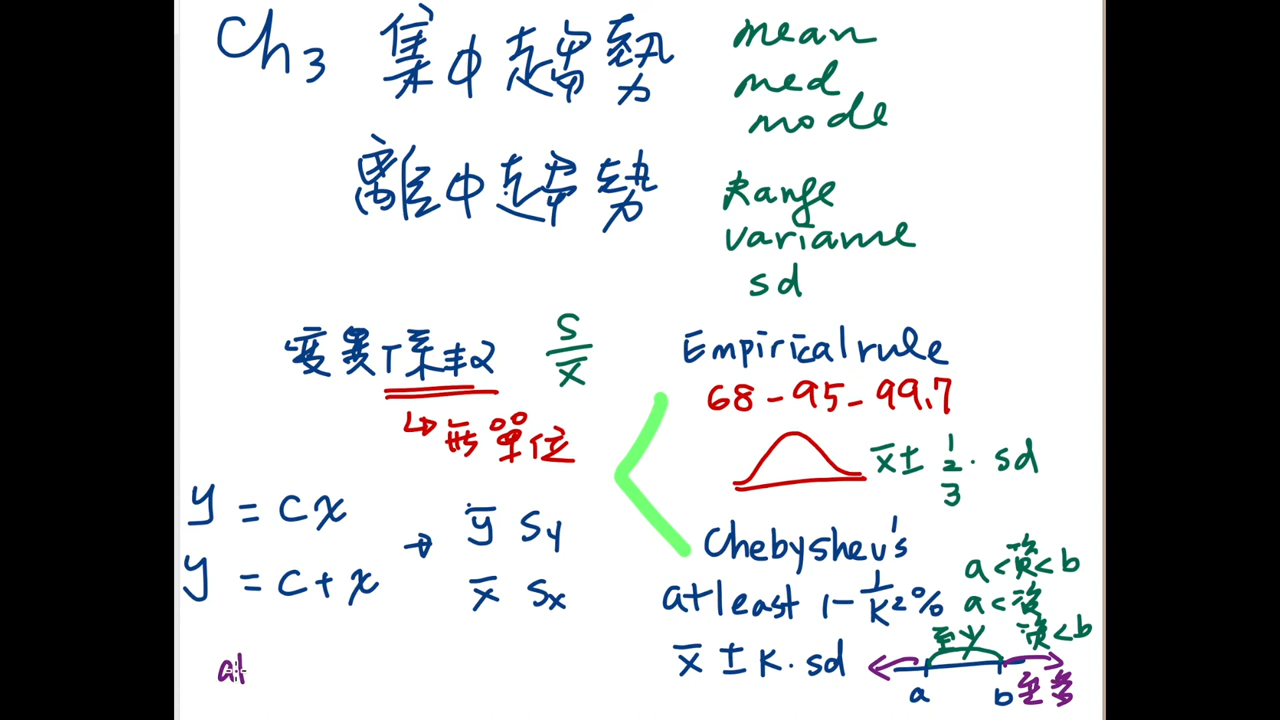 Ch3 集中趨勢
mean
med
mode
離中趨勢
Range
variance
sd
變異係數
S
x̄
Empirical rule
68-95-99.7
↳ 無單位
x̄ ± 1 2 3 · sd
y = cx
y = c + x
→ ȳ Sy
x̄ Sx
Chebyshev's
at least 1 - 1/K² %
x̄ ± K · sd
a < 資 < b
a < 資
資 < b
至少
a
b
至多